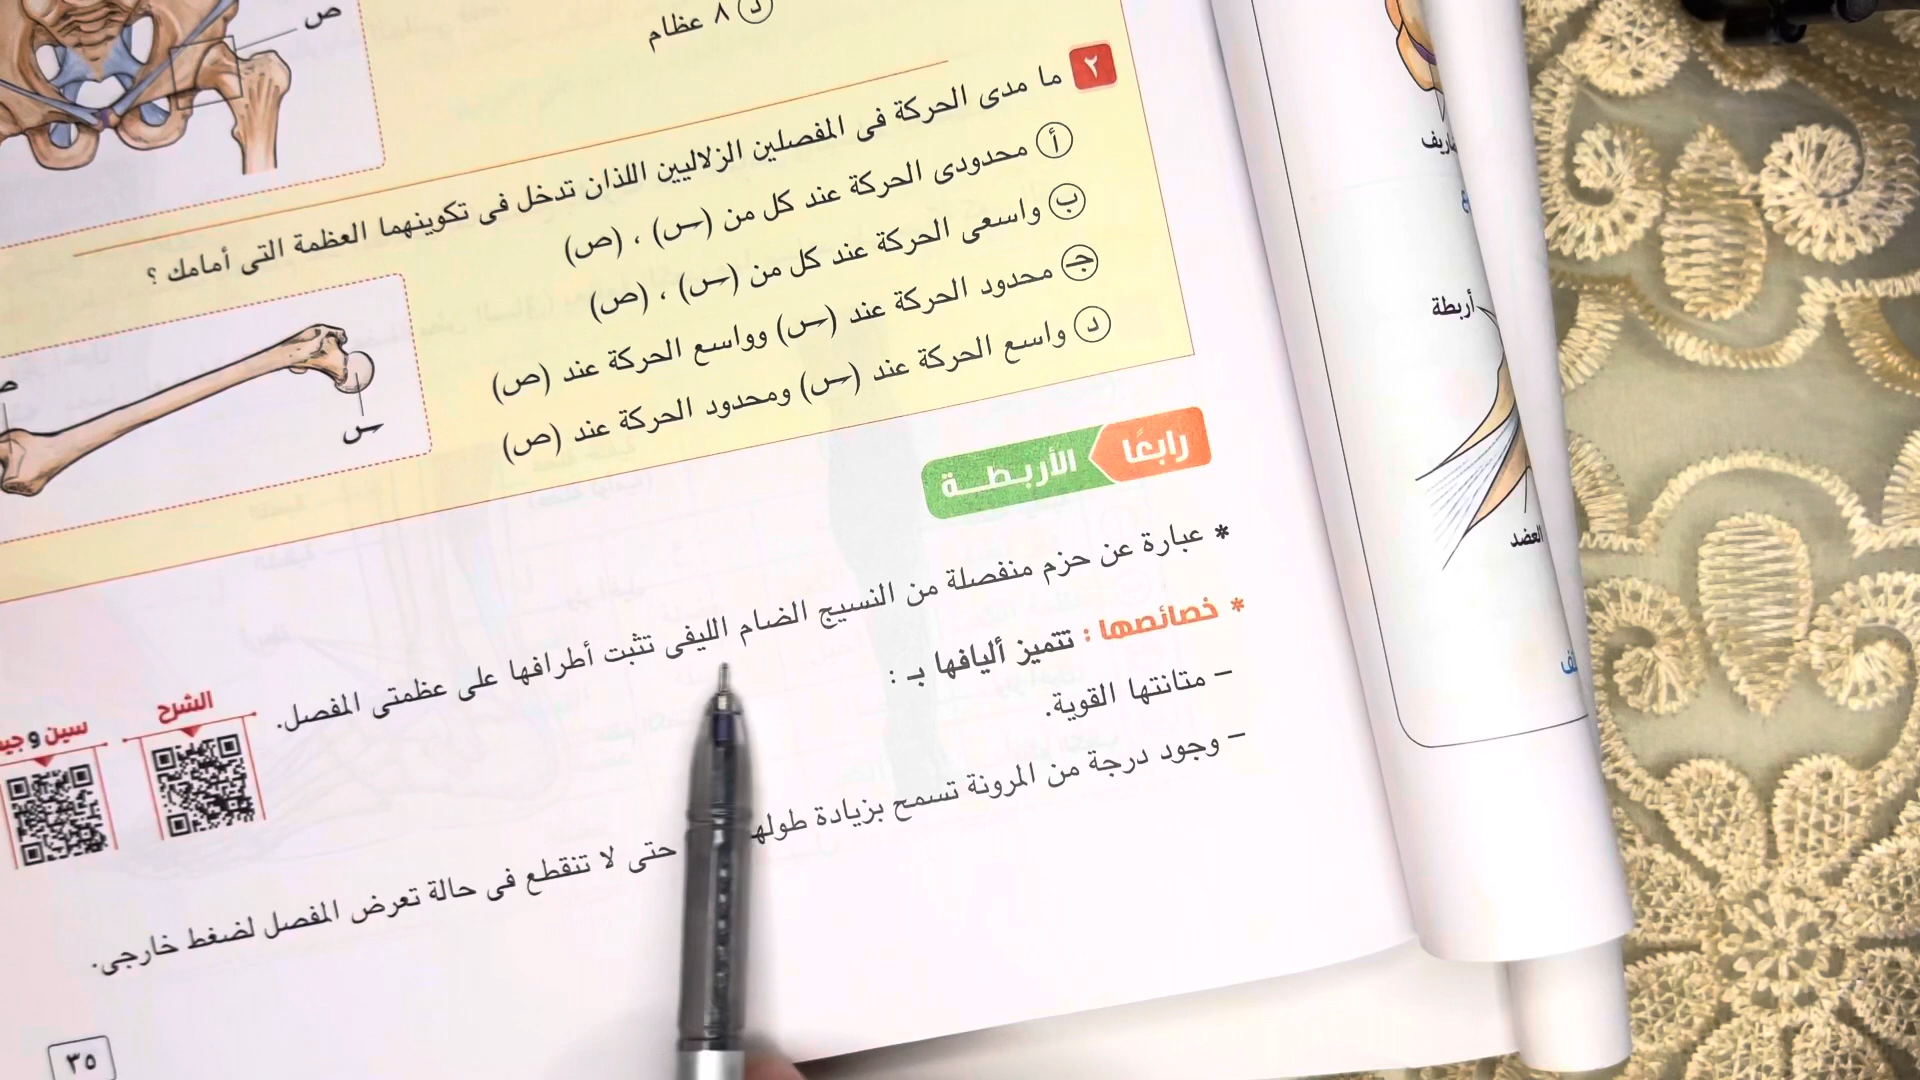 ص
د ٨ عظام
٢ ما مدى الحركة فى المفصلين الزلاليين اللذان تدخل فى تكوينهما العظمة التى أمامك ؟
أ محدودى الحركة عند كل من (س) ، (ص)
ب واسعى الحركة عند كل من (س) ، (ص)
جـ محدود الحركة عند (س) وواسع الحركة عند (ص)
د واسع الحركة عند (س) ومحدود الحركة عند (ص)
س
رابعًا الأربطة
* عبارة عن حزم منفصلة من النسيج الضام الليفى تثبت أطرافها على عظمتى المفصل.
* خصائصها : تتميز أليافها بـ :
– متانتها القوية.
– وجود درجة من المرونة تسمح بزيادة طولها حتى لا تنقطع فى حالة تعرض المفصل لضغط خارجى.
الشرح
سين و
٣٥
أربطة
العضد